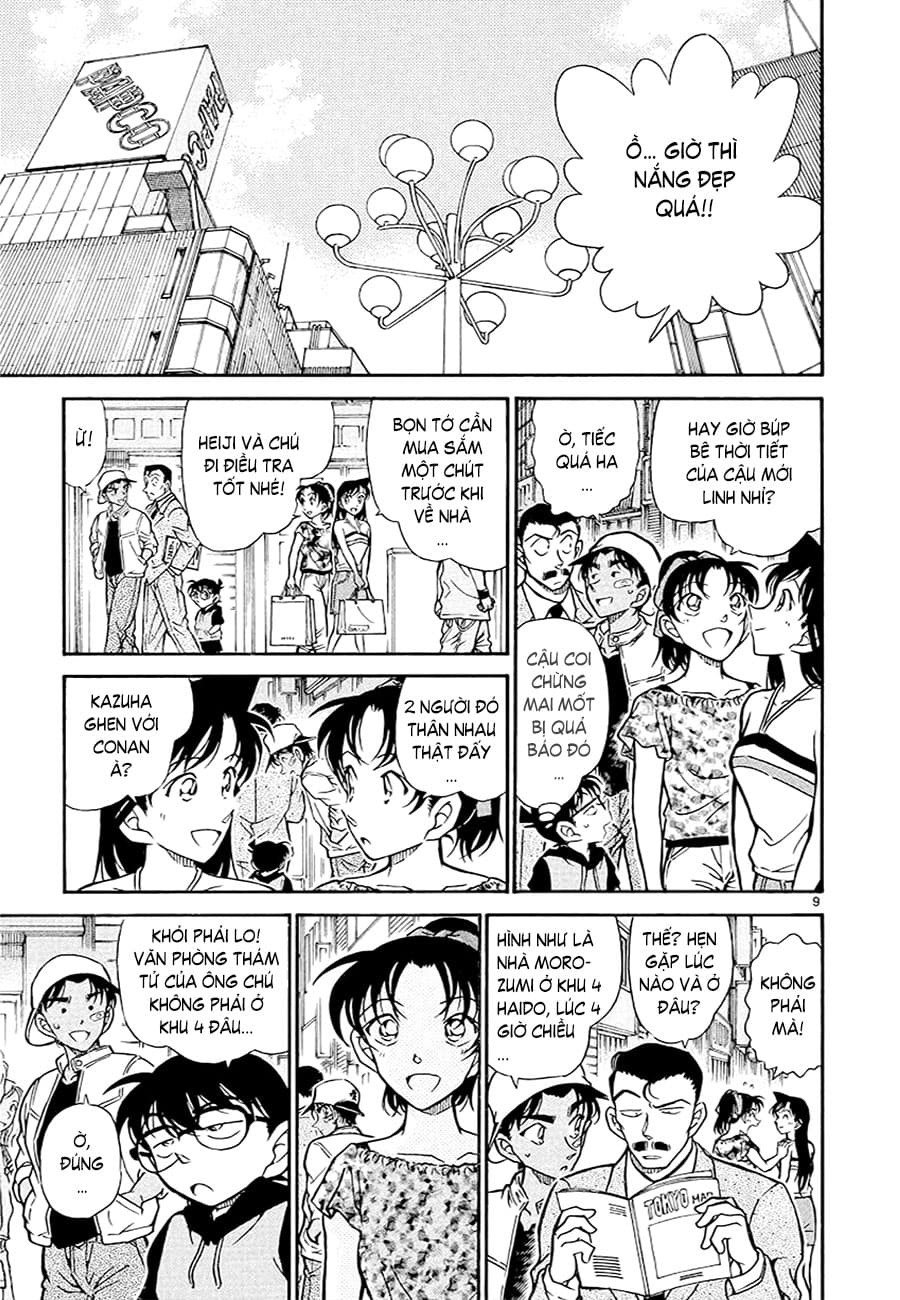 PARCO
PARCO
Ồ... GIỜ THÌ
NẮNG ĐẸP
QUÁ!!
HAY GIỜ BÚP
BÊ THỜI TIẾT
CỦA CẬU MỚI
LINH NHỈ?
Ờ, TIẾC
QUÁ HA
...
CẬU COI
CHỪNG
MAI MỐT
BỊ QUẢ
BÁO ĐÓ
...
BỌN TỚ CẦN
MUA SẮM
MỘT CHÚT
TRƯỚC KHI
VỀ NHÀ
...
HEIJI VÀ CHÚ
ĐI ĐIỀU TRA
TỐT NHÉ!
Ừ!
2 NGƯỜI ĐÓ
THÂN NHAU
THẬT ĐẤY
...
KAZUHA
GHEN VỚI
CONAN
À?
9
KHÔNG
PHẢI
MÀ!
THẾ? HẸN
GẶP LÚC
NÀO VÀ Ở
ĐÂU?
HÌNH NHƯ LÀ
NHÀ MORO-
ZUMI Ở KHU 4
HAIDO, LÚC 4
GIỜ CHIỀU
...
TOKYO MAP
KHỎI PHẢI LO!
VĂN PHÒNG THÁM
TỬ CỦA ÔNG CHÚ
KHÔNG PHẢI Ở
KHU 4 ĐÂU...
Ờ,
ĐÚNG
...